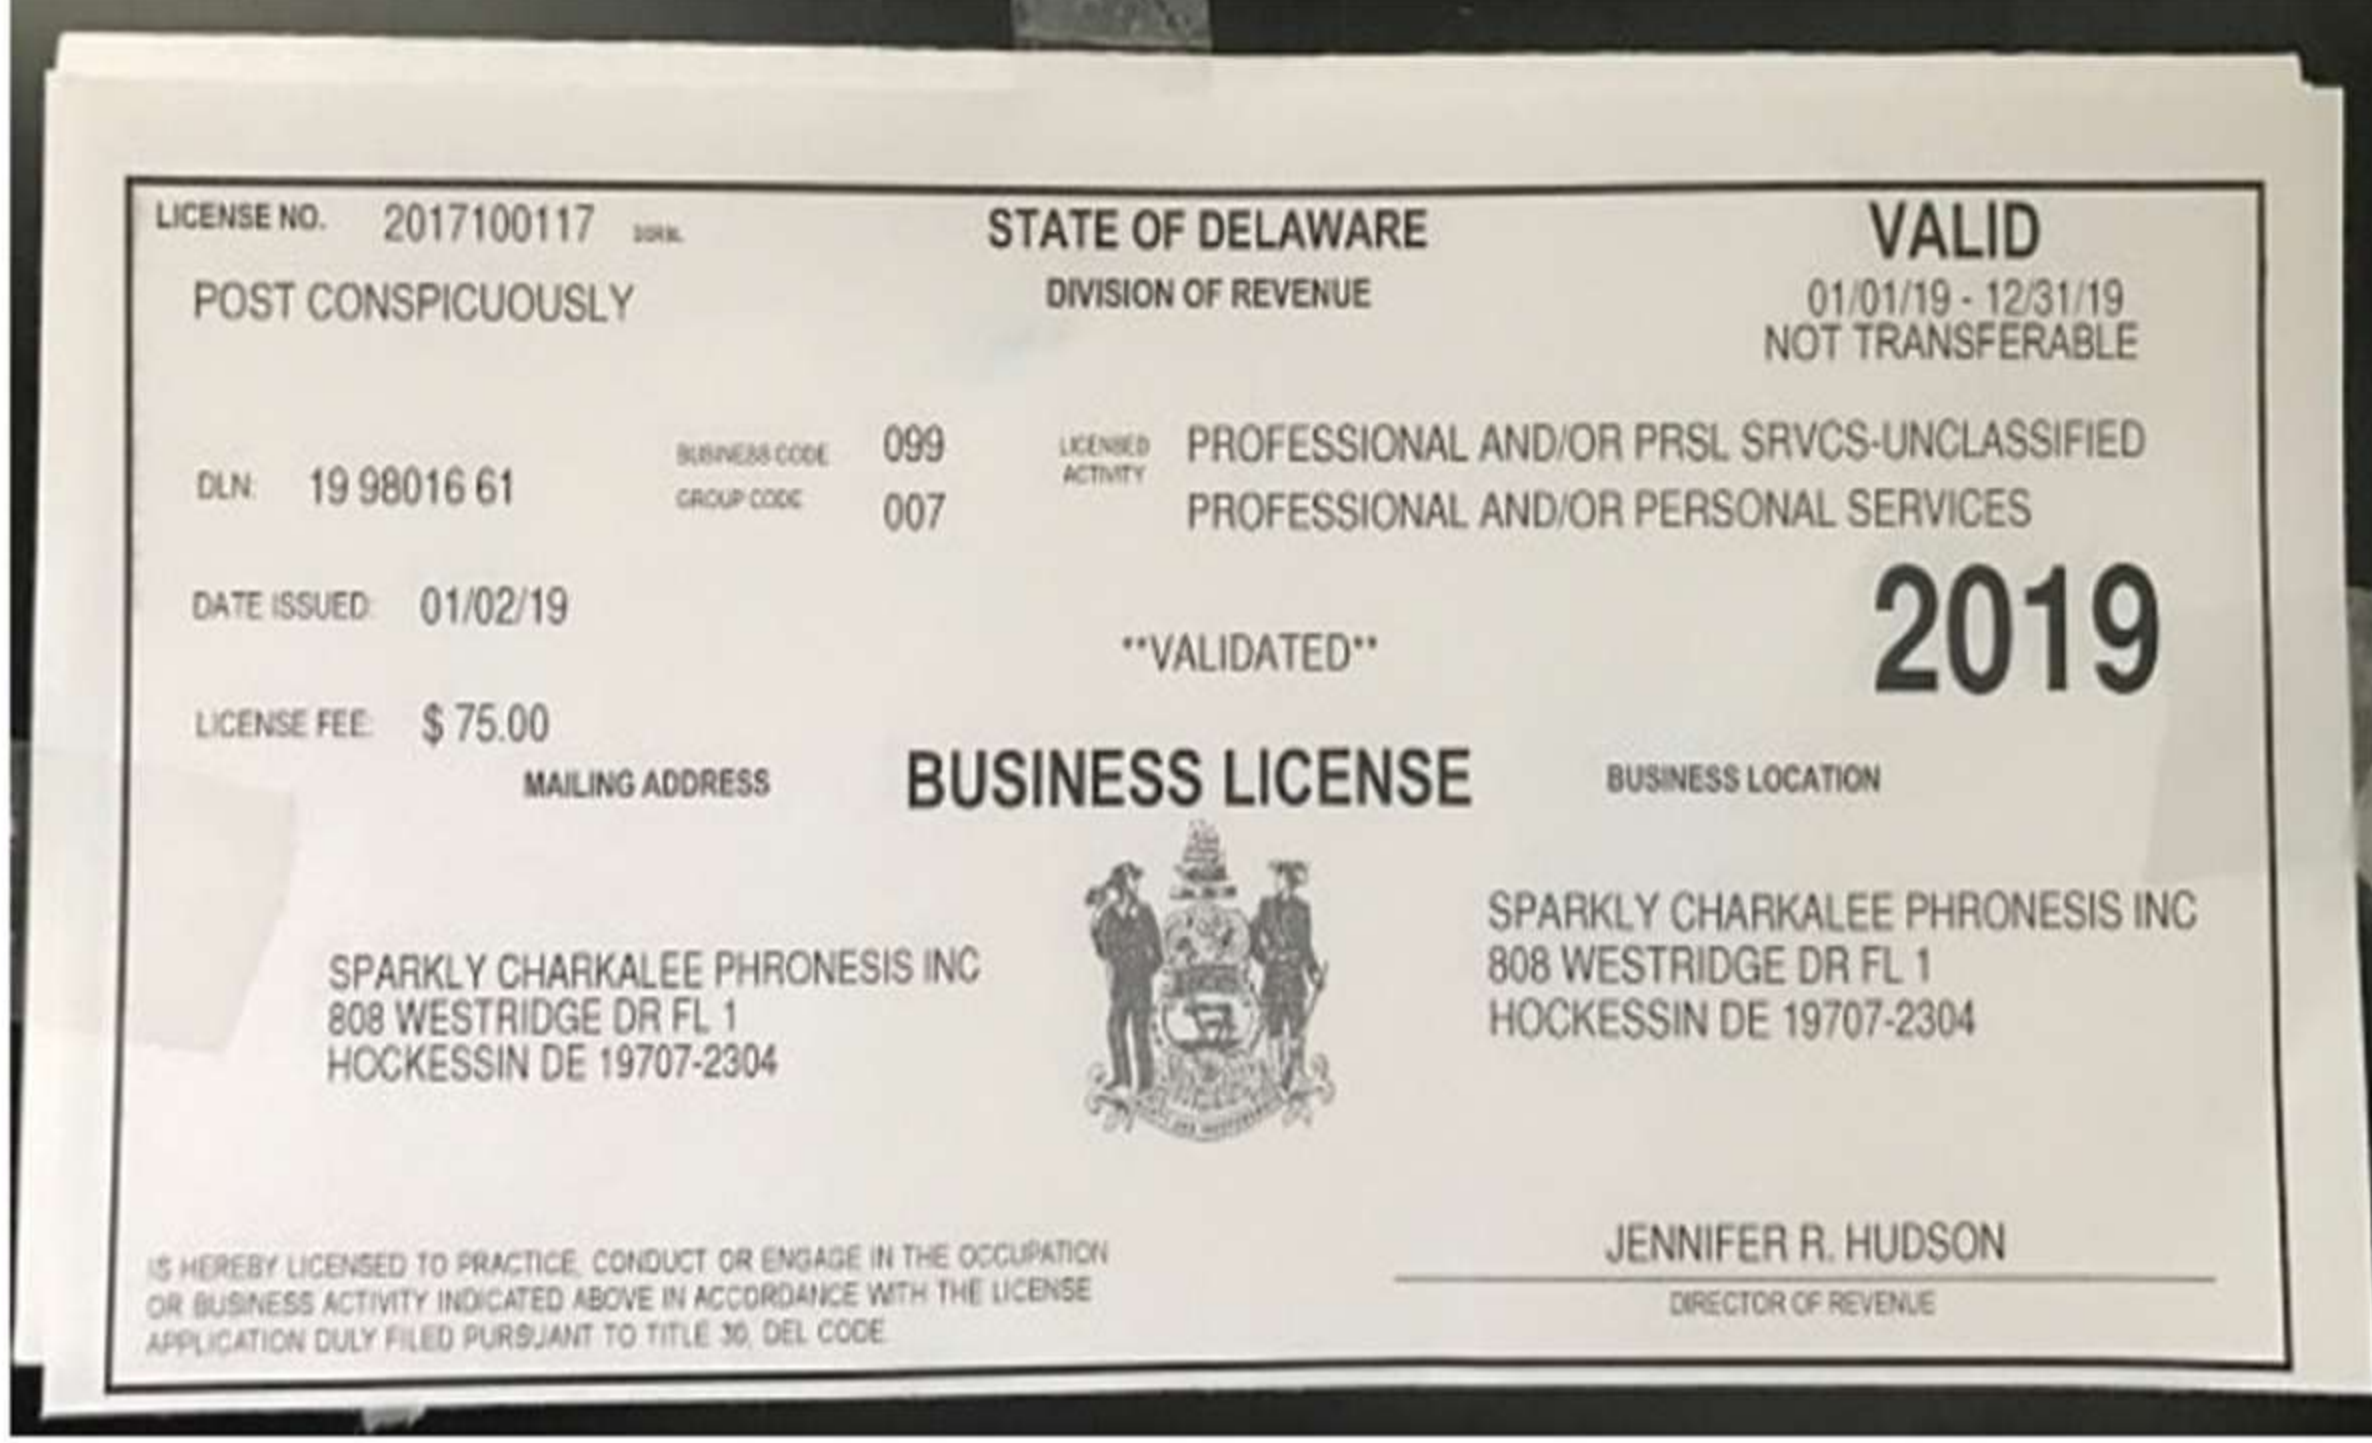 LICENSE NO. 2017100117
STATE OF DELAWARE
VALID
POST CONSPICUOUSLY
DIVISION OF REVENUE
01/01/19 - 12/31/19
NOT TRANSFERABLE
DLN: 19 98016 61
BUSINESS CODE 099
GROUP CODE 007
LICENSED
ACTIVITY
PROFESSIONAL AND/OR PRSL SRVCS-UNCLASSIFIED
PROFESSIONAL AND/OR PERSONAL SERVICES
DATE ISSUED: 01/02/19
**VALIDATED**
2019
LICENSE FEE: $ 75.00
MAILING ADDRESS
BUSINESS LICENSE
BUSINESS LOCATION
SPARKLY CHARKALEE PHRONESIS INC
808 WESTRIDGE DR FL 1
HOCKESSIN DE 19707-2304
SPARKLY CHARKALEE PHRONESIS INC
808 WESTRIDGE DR FL 1
HOCKESSIN DE 19707-2304
IS HEREBY LICENSED TO PRACTICE, CONDUCT OR ENGAGE IN THE OCCUPATION
OR BUSINESS ACTIVITY INDICATED ABOVE IN ACCORDANCE WITH THE LICENSE
APPLICATION DULY FILED PURSUANT TO TITLE 30, DEL CODE.
JENNIFER R. HUDSON
DIRECTOR OF REVENUE